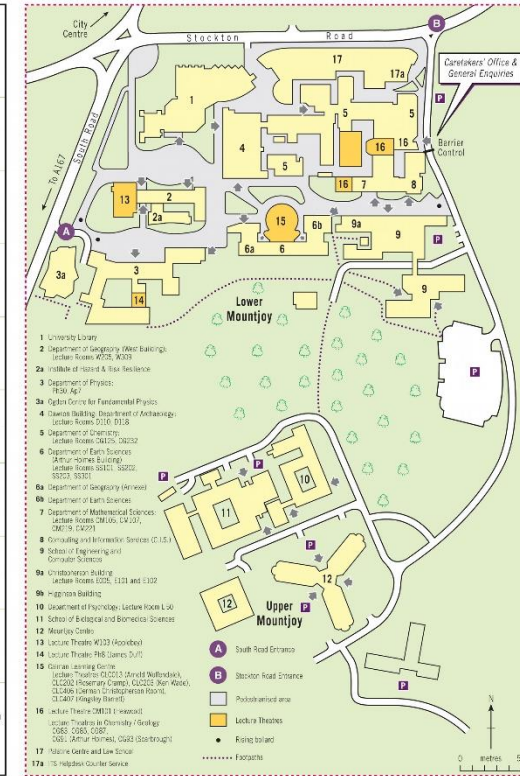 City
Centre
Stockton Road
South Road
To A167
B
Caretakers' Office &
General Enquiries
Barrier
Control
P
17
17a
1
5
5
4
16
16
5
16
7
8
13
2
2a
15
A
6b
9a
9
6a
6
3
3a
14
9
P
P
Lower
Mountjoy
1 University Library
2 Department of Geography (West Building):
Lecture Rooms W205, W309
2a Institute of Hazard & Risk Resilience
3 Department of Physics:
Ph30, Ap7
3a Ogden Centre for Fundamental Physics
4 Dawson Building: Department of Archaeology:
Lecture Rooms D110, D118
5 Department of Chemistry:
Lecture Rooms CG125, CG232
6 Department of Earth Sciences
(Arthur Holmes Building)
Lecture Rooms SS101, SS202,
SS203, SS301
6a Department of Geography (Annexe)
6b Department of Earth Sciences
7 Department of Mathematical Sciences:
Lecture Rooms CM105, CM107,
CM219, CM221
8 Computing and Information Services (C.I.S.)
9 School of Engineering and
Computer Sciences
9a Christopherson Building
Lecture Rooms E005, E101 and E102
9b Higginson Building
10 Department of Psychology: Lecture Room L50
11 School of Biological and Biomedical Sciences
12 Mountjoy Centre
13 Lecture Theatre W103 (Appleby)
14 Lecture Theatre Ph8 (James Duff)
15 Calman Learning Centre
Lecture Theatres CLC013 (Arnold Wolfendale),
CLC202 (Rosemary Cramp), CLC203 (Ken Wade),
CLC406 (Derman Christopherson Room),
CLC407 (Kingsley Barrett)
16 Lecture Theatre CM101 (Heawood)
Lecture Theatres in Chemistry / Geology
CG83, CG85, CG87,
CG91 (Arthur Holmes), CG93 (Scarbrough)
17 Palatine Centre and Law School
17a ITS Helpdesk Counter Service
P
P
10
11
P
12
12
P
Upper
Mountjoy
P
A South Road Entrance
B Stockton Road Entrance
Pedestrianised area
Lecture Theatres
Rising bollard
Footpaths
N
0 metres